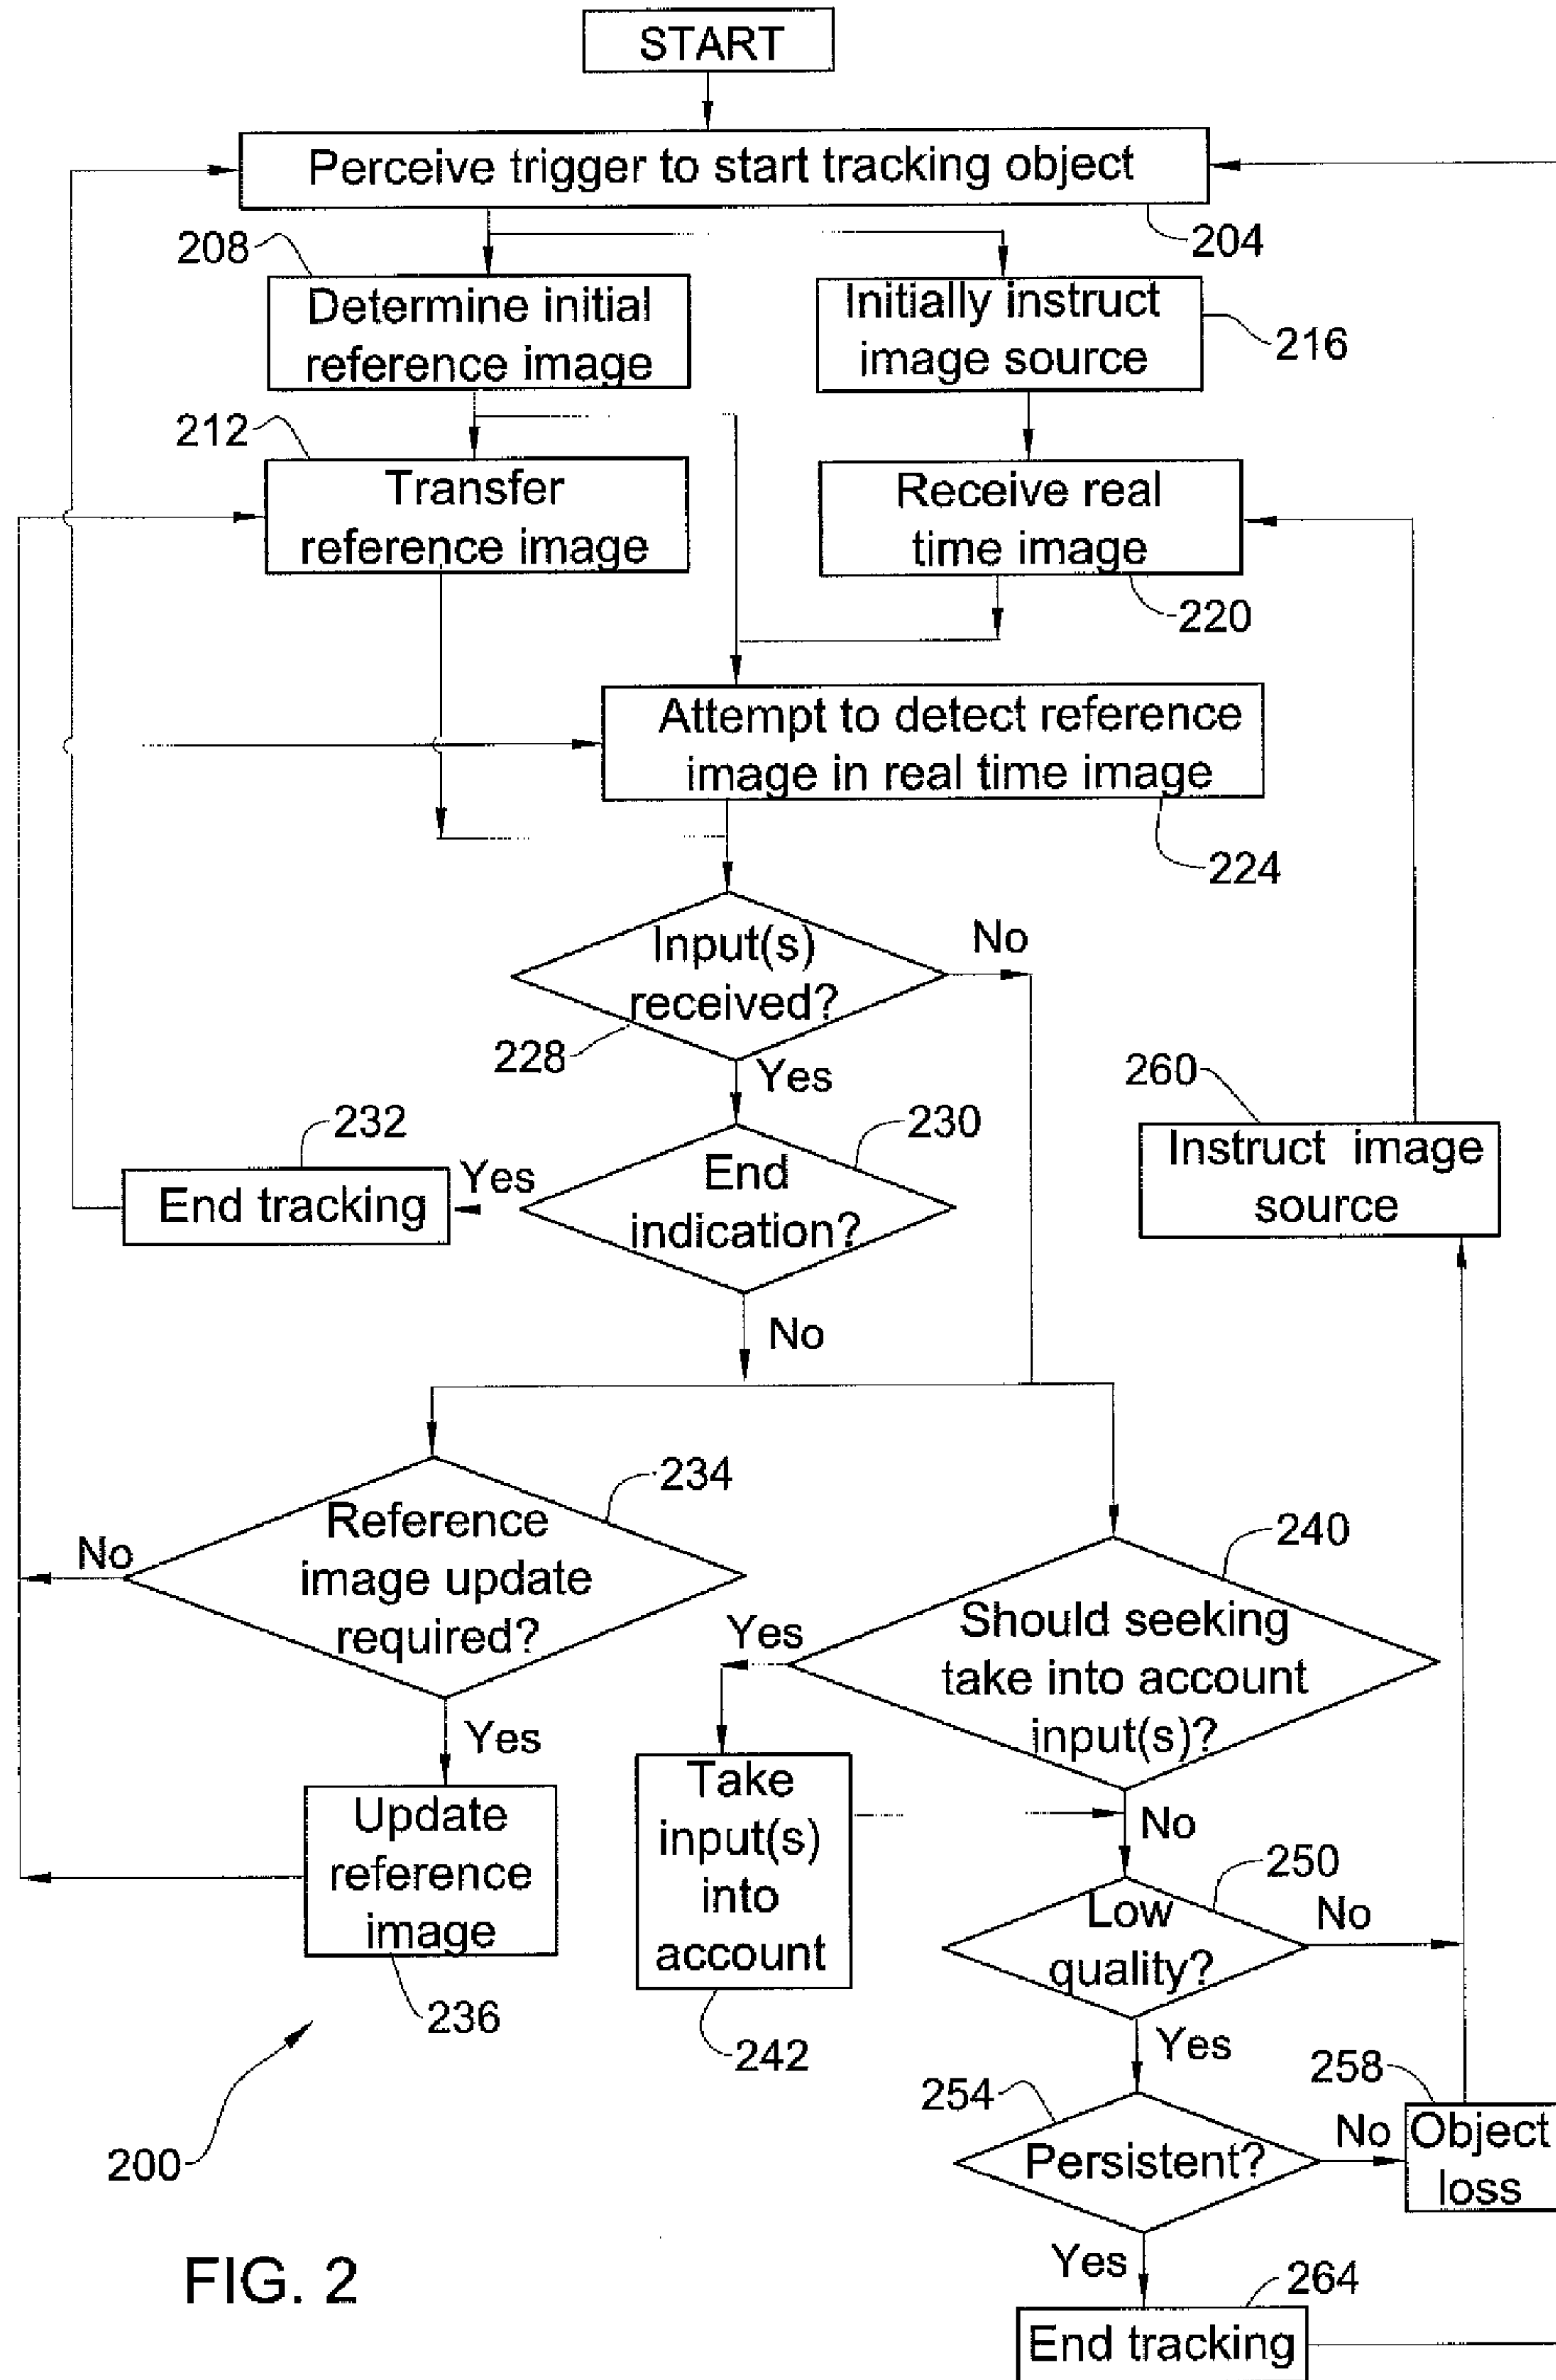 START
Perceive trigger to start tracking object
204
208
Determine initial
reference image
Initially instruct
image source
216
212
Transfer
reference image
Receive real
time image
220
Attempt to detect reference
image in real time image
224
Input(s)
received?
No
228
Yes
260
Instruct image
source
232
End tracking
Yes
230
End
indication?
No
234
Reference
image update
required?
No
Yes
240
Should seeking
take into account
input(s)?
Yes
Update
reference
image
236
Take
input(s)
into
account
242
No
250
Low
quality?
No
Yes
200
254
Persistent?
No
258
Object
loss
Yes
264
End tracking
FIG. 2